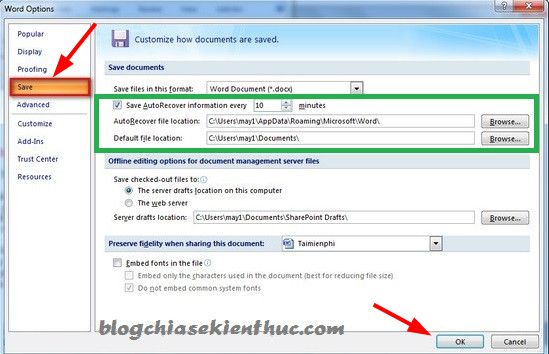 Word Options
Popular
Display
Proofing
Save
Advanced
Customize
Add-Ins
Trust Center
Resources
Customize how documents are saved.
Save documents
Save files in this format: Word Document (*.docx)
Save AutoRecover information every 10 minutes
AutoRecover file location: C:\Users\may1\AppData\Roaming\Microsoft\Word\ Browse...
Default file location: C:\Users\may1\Documents\ Browse...
Offline editing options for document management server files
Save checked-out files to:
The server drafts location on this computer
The web server
Server drafts location: C:\Users\may1\Documents\SharePoint Drafts\ Browse...
Preserve fidelity when sharing this document: Taimienphi
Embed fonts in the file
Embed only the characters used in the document (best for reducing file size)
Do not embed common system fonts
blogchiasekienthuc.com
OK Cancel